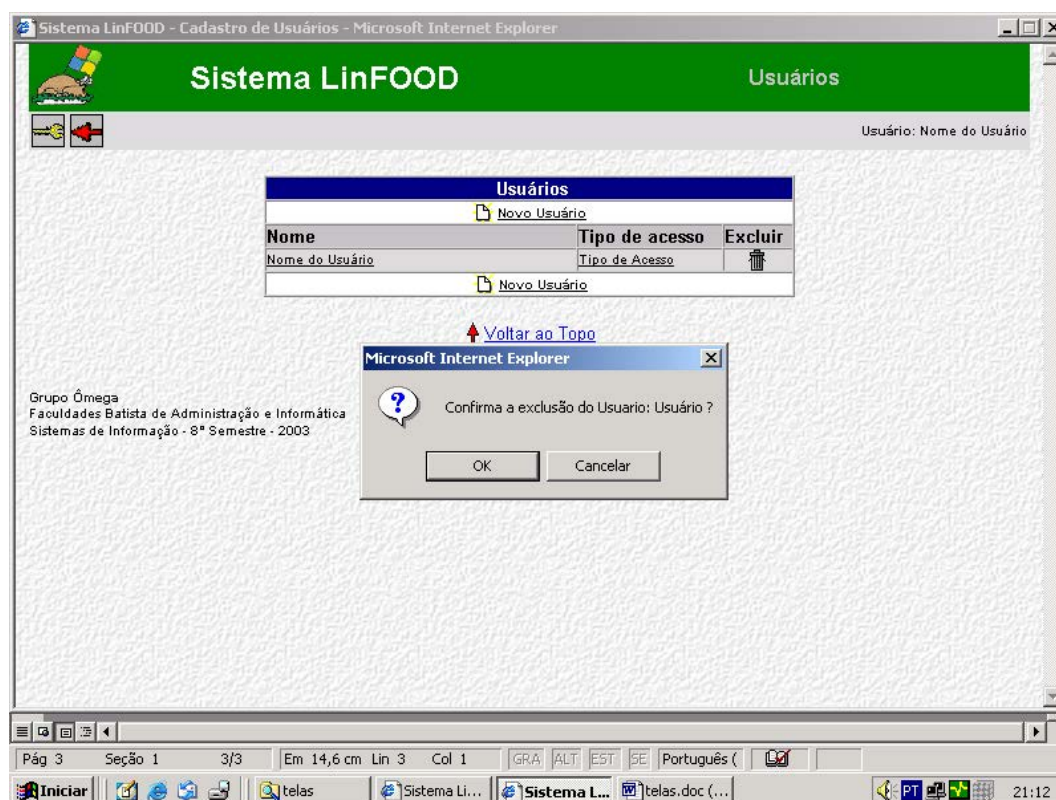 Sistema LinFOOD - Cadastro de Usuários - Microsoft Internet Explorer
Sistema LinFOOD
Usuários
Usuário: Nome do Usuário
Usuários
Novo Usuário
Nome Tipo de acesso Excluir
Nome do Usuário Tipo de Acesso
Novo Usuário
Voltar ao Topo
Microsoft Internet Explorer
Confirma a exclusão do Usuario: Usuário ?
OK Cancelar
Grupo Ômega
Faculdades Batista de Administração e Informática
Sistemas de Informação - 8º Semestre - 2003
Pág 3 Seção 1 3/3 Em 14,6 cm Lin 3 Col 1 GRA ALT EST SE Português (
Iniciar telas Sistema Li... Sistema L... telas.doc (... PT 21:12